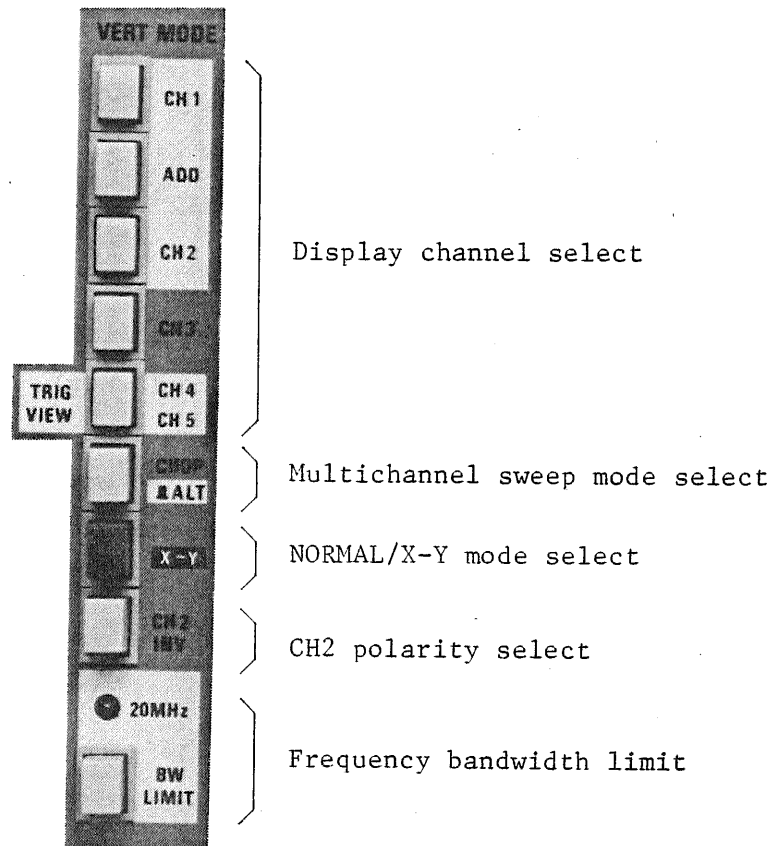 VERT MODE
CH 1
ADD
CH 2
Display channel select
CH 3
TRIG
VIEW
CH 4
CH 5
CHOP
ALT
Multichannel sweep mode select
X-Y
NORMAL/X-Y mode select
CH 2
INV
CH2 polarity select
20MHz
Frequency bandwidth limit
BW
LIMIT